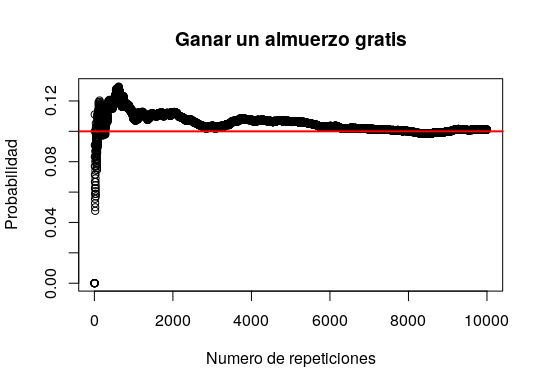 Ganar un almuerzo gratis
Probabilidad
0.12
0.08
0.04
0.00
0 2000 4000 6000 8000 10000
Numero de repeticiones